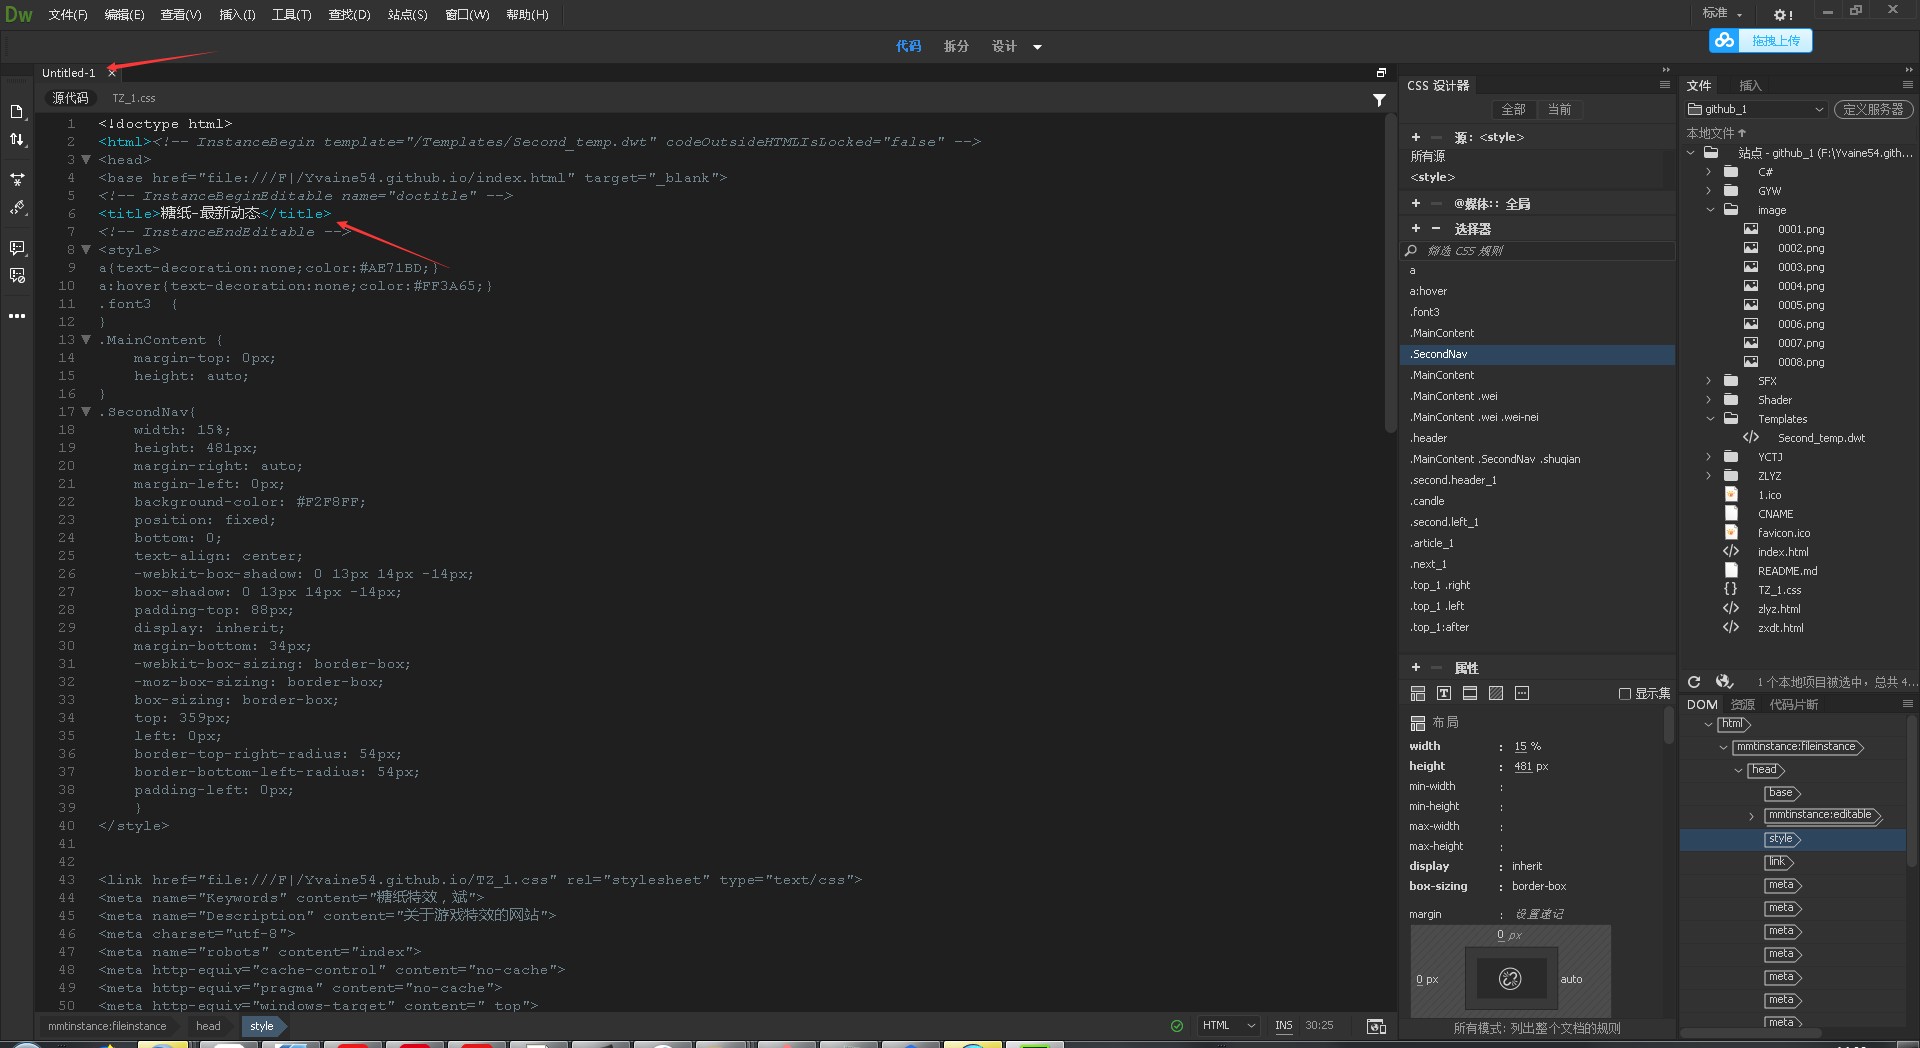 Dw 文件(F) 编辑(E) 查看(V) 插入(I) 工具(T) 查找(D) 站点(S) 窗口(W) 帮助(H) 标准
代码 拆分 设计 拖拽上传
Untitled-1 ×
源代码 TZ_1.css
1 <!doctype html>
2 <html><!-- InstanceBegin template="/Templates/Second_temp.dwt" codeOutsideHTMLIsLocked="false" -->
3 <head>
4 <base href="file:///F|/Yvaine54.github.io/index.html" target="_blank">
5 <!-- InstanceBeginEditable name="doctitle" -->
6 <title>糖纸-最新动态</title>
7 <!-- InstanceEndEditable -->
8 <style>
9 a{text-decoration:none;color:#AE71BD;}
10 a:hover{text-decoration:none;color:#FF3A65;}
11 .font3  {
12 }
13 .MainContent {
14 margin-top: 0px;
15 height: auto;
16 }
17 .SecondNav{
18 width: 15%;
19 height: 481px;
20 margin-right: auto;
21 margin-left: 0px;
22 background-color: #F2F8FF;
23 position: fixed;
24 bottom: 0;
25 text-align: center;
26 -webkit-box-shadow: 0 13px 14px -14px;
27 box-shadow: 0 13px 14px -14px;
28 padding-top: 88px;
29 display: inherit;
30 margin-bottom: 34px;
31 -webkit-box-sizing: border-box;
32 -moz-box-sizing: border-box;
33 box-sizing: border-box;
34 top: 359px;
35 left: 0px;
36 border-top-right-radius: 54px;
37 border-bottom-left-radius: 54px;
38 padding-left: 0px;
39 }
40 </style>
41
42
43 <link href="file:///F|/Yvaine54.github.io/TZ_1.css" rel="stylesheet" type="text/css">
44 <meta name="Keywords" content="糖纸特效，斌">
45 <meta name="Description" content="关于游戏特效的网站">
46 <meta charset="utf-8">
47 <meta name="robots" content="index">
48 <meta http-equiv="cache-control" content="no-cache">
49 <meta http-equiv="pragma" content="no-cache">
50 <meta http-equiv="windows-target" content="_top">
mmtinstance:fileinstance head style HTML INS 30:25
CSS 设计器
全部 当前
+ − 源: <style>
所有源
<style>
+ − @媒体: : 全局
+ − 选择器
筛选 CSS 规则
a
a:hover
.font3
.MainContent
.SecondNav
.MainContent
.MainContent .wei
.MainContent .wei .wei-nei
.header
.MainContent .SecondNav .shuqian
.second.header_1
.candle
.second.left_1
.article_1
.next_1
.top_1 .right
.top_1 .left
.top_1:after
+ − 属性
显示集
布局
width : 15 %
height : 481 px
min-width :
min-height :
max-width :
max-height :
display : inherit
box-sizing : border-box
margin : 设置速记
0 px
0 px auto
所有模式: 列出整个文档的规则
文件 插入
github_1 定义服务器
本地文件
站点 - github_1 (F:\Yvaine54.gith...
C#
GYW
image
0001.png
0002.png
0003.png
0004.png
0005.png
0006.png
0007.png
0008.png
SFX
Shader
Templates
Second_temp.dwt
YCTJ
ZLYZ
1.ico
CNAME
favicon.ico
index.html
README.md
TZ_1.css
zlyz.html
zxdt.html
1 个本地项目被选中，总共 4...
DOM 资源 代码片断
html
mmtinstance:fileinstance
head
base
mmtinstance:editable
style
link
meta
meta
meta
meta
meta
meta
meta